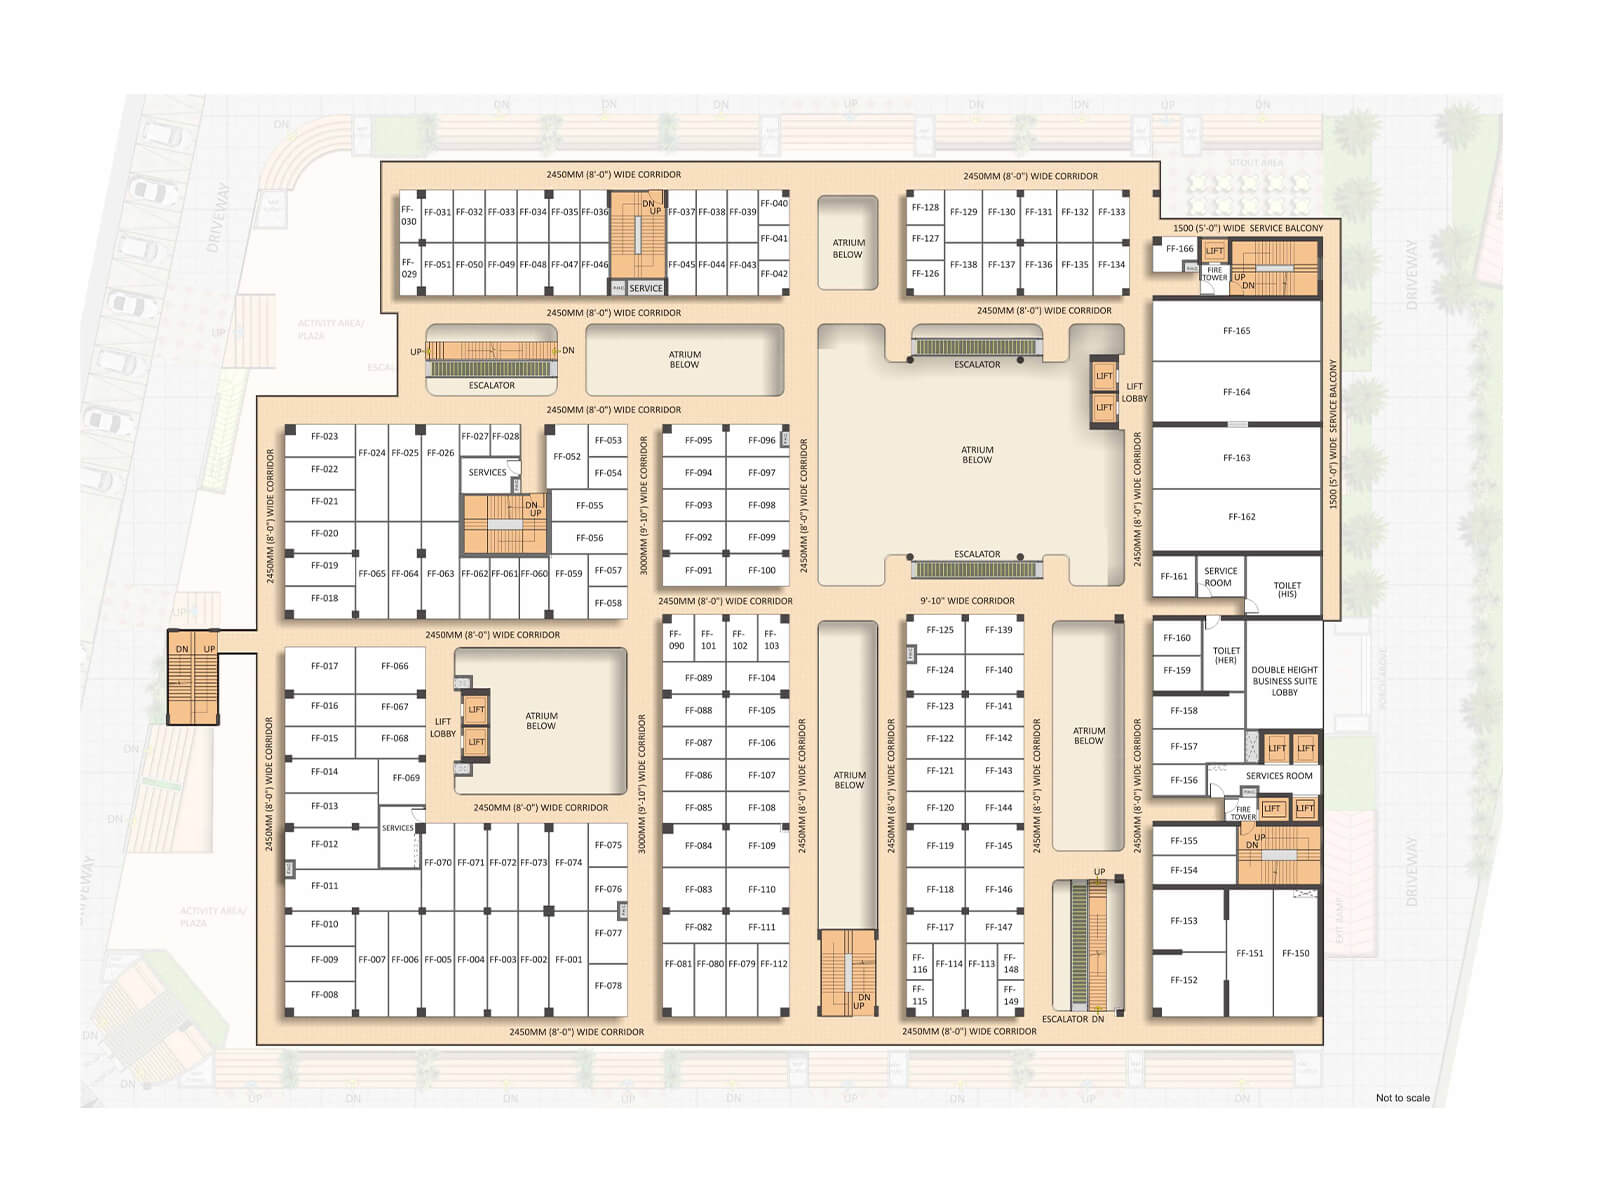 DN
DN
DN
UP
DN
DN
UP
DN
DN
SITOUT AREA
DRIVEWAY
DRIVEWAY
2450MM (8'-0") WIDE CORRIDOR
2450MM (8'-0") WIDE CORRIDOR
FF-
030
FF-031
FF-032
FF-033
FF-034
FF-035
FF-036
DN
UP
FF-037
FF-038
FF-039
FF-040
FF-041
FF-042
FF-
029
FF-051
FF-050
FF-049
FF-048
FF-047
FF-046
SERVICE
FF-045
FF-044
FF-043
ATRIUM
BELOW
FF-128
FF-129
FF-130
FF-131
FF-132
FF-133
FF-127
FF-126
FF-138
FF-137
FF-136
FF-135
FF-134
1500 (5'-0") WIDE SERVICE BALCONY
FF-166
LIFT
FIRE
TOWER
UP
DN
2450MM (8'-0") WIDE CORRIDOR
2450MM (8'-0") WIDE CORRIDOR
ACTIVITY AREA/
PLAZA
UP
UP
DN
ESCALATOR
ATRIUM
BELOW
ESCALATOR
LIFT
LIFT
LIFT
LOBBY
FF-165
FF-164
FF-163
FF-162
1500 (5'-0") WIDE SERVICE BALCONY
2450MM (8'-0") WIDE CORRIDOR
2450MM (8'-0") WIDE CORRIDOR
FF-023
FF-022
FF-021
FF-020
FF-019
FF-018
FF-024
FF-025
FF-026
FF-027
FF-028
SERVICES
DN
UP
FF-052
FF-053
FF-054
FF-055
FF-056
FF-057
FF-058
FF-065
FF-064
FF-063
FF-062
FF-061
FF-060
FF-059
3000MM (9'-10") WIDE CORRIDOR
FF-095
FF-096
FF-094
FF-097
FF-093
FF-098
FF-092
FF-099
FF-091
FF-100
2450MM (8'-0") WIDE CORRIDOR
ATRIUM
BELOW
ESCALATOR
2450MM (8'-0") WIDE CORRIDOR
FF-161
SERVICE
ROOM
TOILET
(HIS)
2450MM (8'-0") WIDE CORRIDOR
9'-10" WIDE CORRIDOR
2450MM (8'-0") WIDE CORRIDOR
UP
DN
UP
FF-017
FF-066
FF-016
FF-067
FF-015
FF-068
FF-014
FF-069
FF-013
SERVICES
FF-012
FF-011
FF-010
FF-009
FF-008
2450MM (8'-0") WIDE CORRIDOR
LIFT
LOBBY
LIFT
LIFT
ATRIUM
BELOW
2450MM (8'-0") WIDE CORRIDOR
FF-070
FF-071
FF-072
FF-073
FF-074
FF-075
FF-076
FF-077
FF-078
FF-007
FF-006
FF-005
FF-004
FF-003
FF-002
FF-001
3000MM (9'-10") WIDE CORRIDOR
FF-
090
FF-
101
FF-
102
FF-
103
FF-089
FF-104
FF-088
FF-105
FF-087
FF-106
FF-086
FF-107
FF-085
FF-108
FF-084
FF-109
FF-083
FF-110
FF-082
FF-111
FF-081
FF-080
FF-079
FF-112
2450MM (8'-0") WIDE CORRIDOR
ATRIUM
BELOW
DN
UP
2450MM (8'-0") WIDE CORRIDOR
FF-125
FF-139
FF-124
FF-140
FF-123
FF-141
FF-122
FF-142
FF-121
FF-143
FF-120
FF-144
FF-119
FF-145
FF-118
FF-146
FF-117
FF-147
FF-
116
FF-114
FF-113
FF-
148
FF-
115
FF-
149
2450MM (8'-0") WIDE CORRIDOR
ATRIUM
BELOW
UP
ESCALATOR DN
2450MM (8'-0") WIDE CORRIDOR
FF-160
FF-159
TOILET
(HER)
DOUBLE HEIGHT
BUSINESS SUITE
LOBBY
FF-158
FF-157
FF-156
LIFT
LIFT
SERVICES ROOM
FIRE
TOWER
LIFT
LIFT
UP
DN
FF-155
FF-154
FF-153
FF-152
FF-151
FF-150
PORCH ABOVE
EXIT RAMP
DRIVEWAY
DN
DN
ACTIVITY AREA/
PLAZA
DRIVEWAY
DN
DN
2450MM (8'-0") WIDE CORRIDOR
2450MM (8'-0") WIDE CORRIDOR
UP
DN
DN
UP
DN
UP
DN
UP
DN
Not to scale